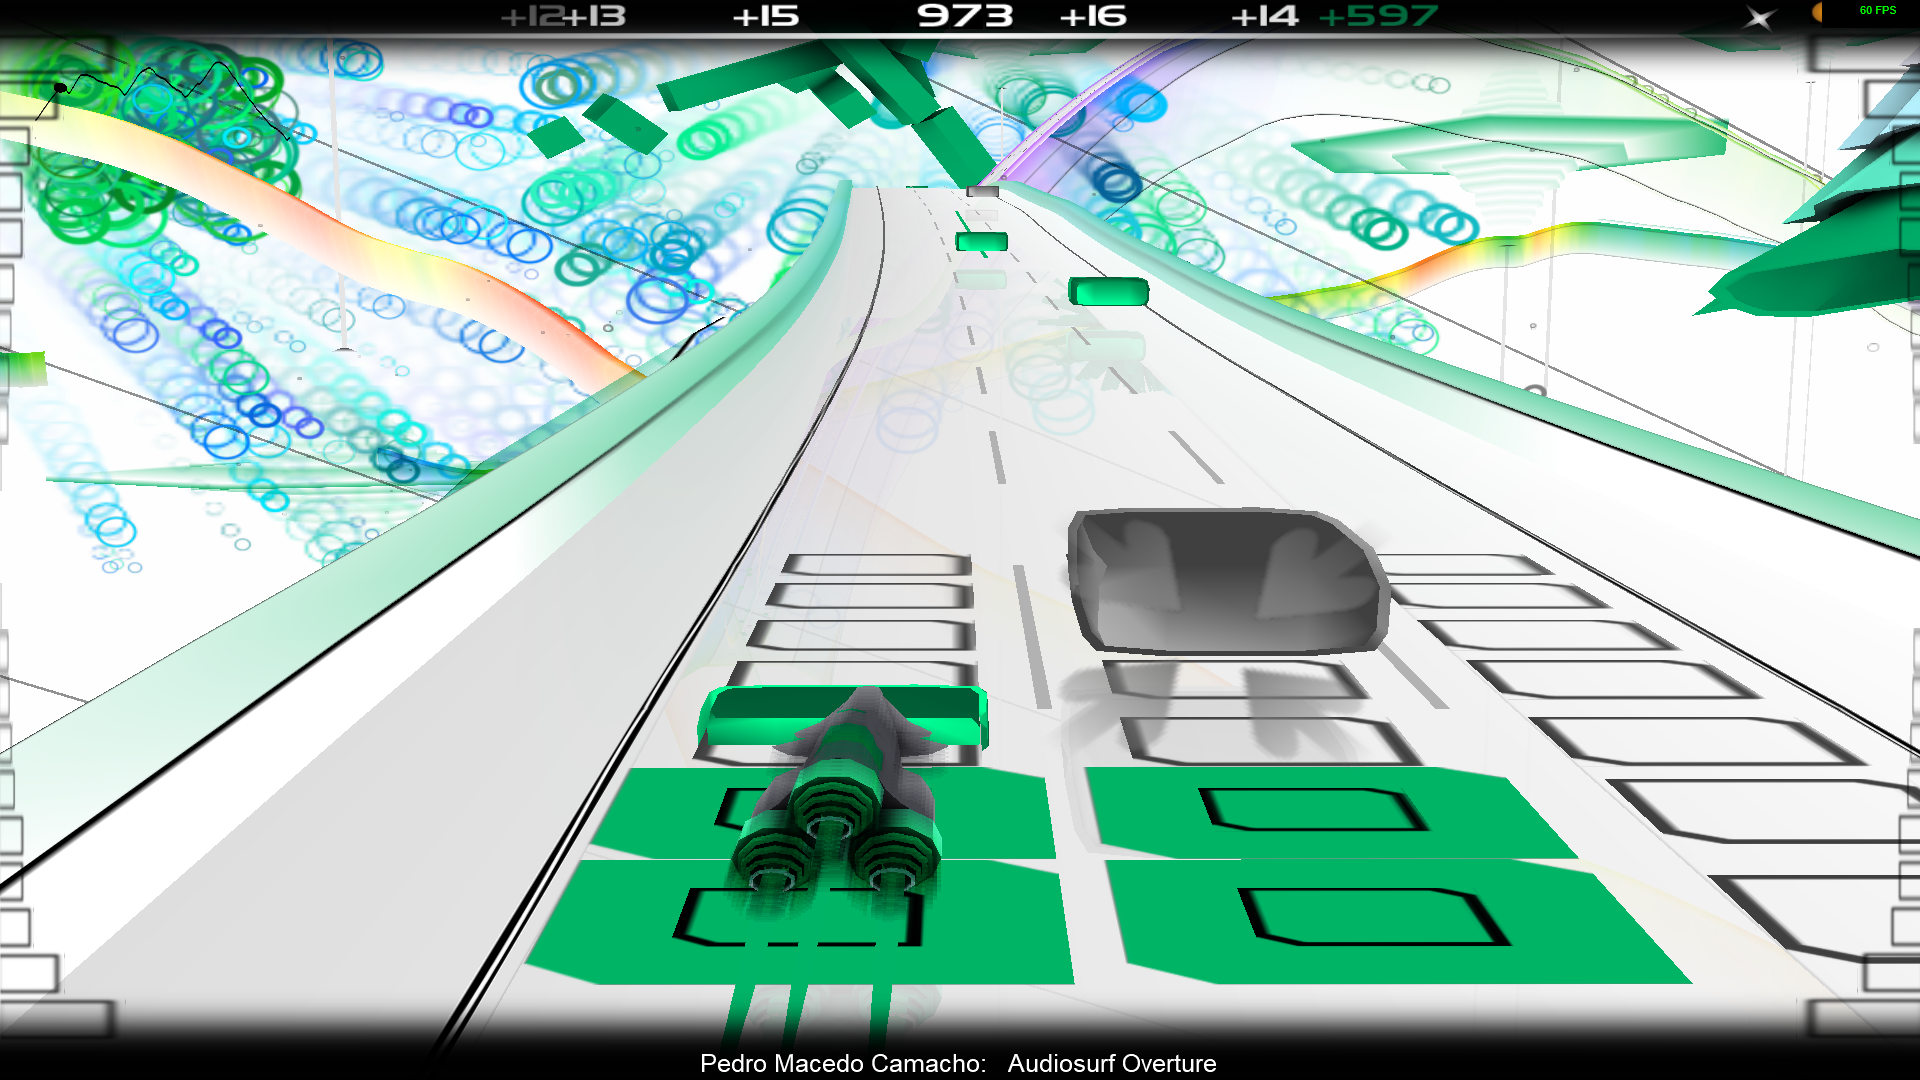 +12 +13 +15 973 +16 +14 +597 60 FPS
Pedro Macedo Camacho: Audiosurf Overture